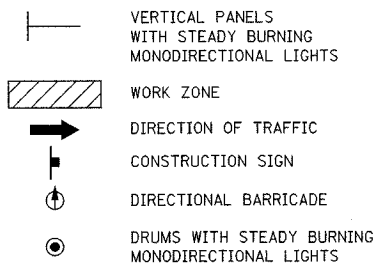 VERTICAL PANELS
WITH STEADY BURNING
MONODIRECTIONAL LIGHTS
WORK ZONE
DIRECTION OF TRAFFIC
CONSTRUCTION SIGN
DIRECTIONAL BARRICADE
DRUMS WITH STEADY BURNING
MONODIRECTIONAL LIGHTS